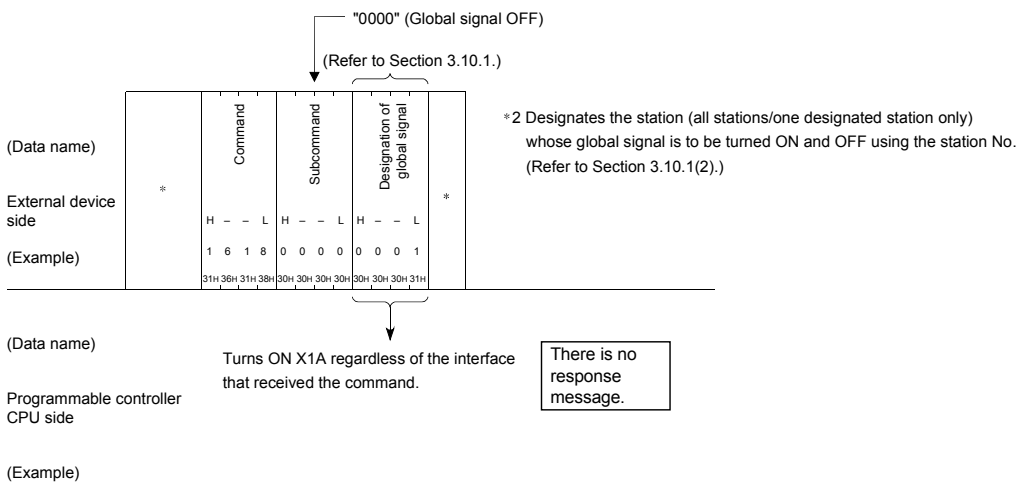 "0000" (Global signal OFF)
(Refer to Section 3.10.1.)
(Data name)
*
Command
Subcommand
Designation of
global signal
*
*2 Designates the station (all stations/one designated station only)
whose global signal is to be turned ON and OFF using the station No.
(Refer to Section 3.10.1(2).)
External device
side
H – – L H – – L H – – L
(Example)
1 6 1 8 0 0 0 0 0 0 0 1
31H 36H 31H 38H 30H 30H 30H 30H 30H 30H 30H 31H
(Data name)
Turns ON X1A regardless of the interface
that received the command.
There is no
response
message.
Programmable controller
CPU side
(Example)